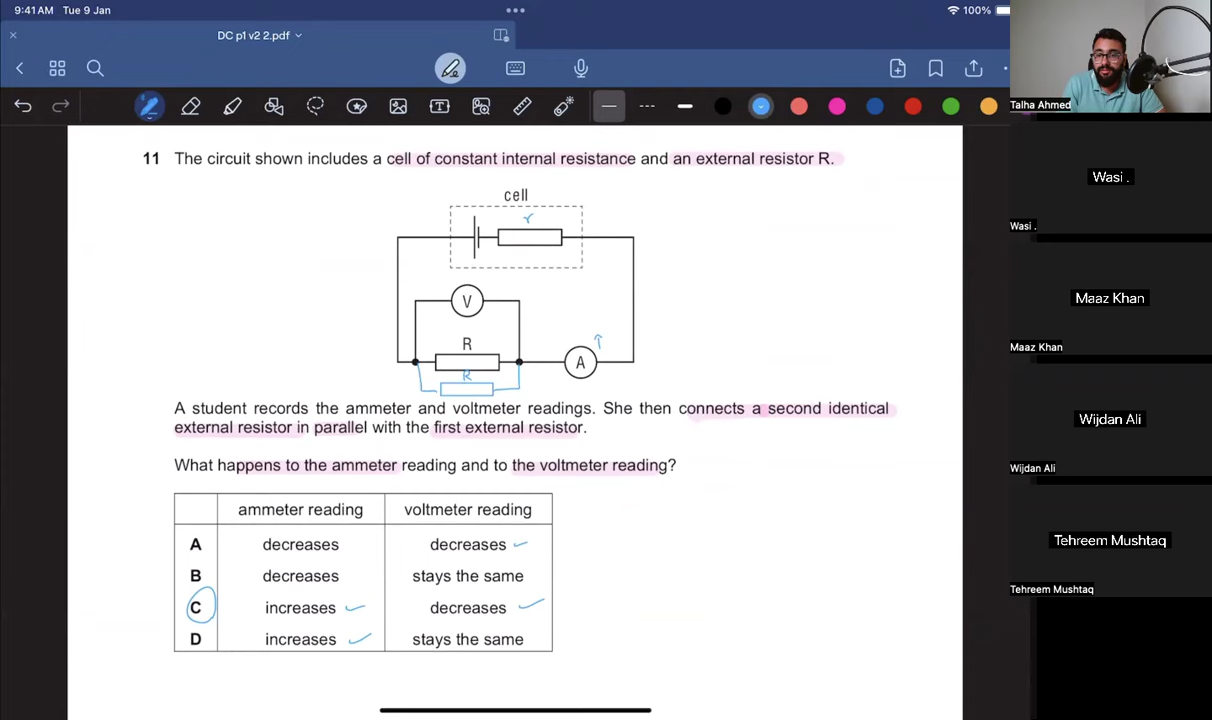 9:41 AM Tue 9 Jan
100%
DC p1 v2 2.pdf
Talha Ahmed
Wasi .
Wasi .
Maaz Khan
Maaz Khan
Wijdan Ali
Wijdan Ali
Tehreem Mushtaq
Tehreem Mushtaq
11 The circuit shown includes a cell of constant internal resistance and an external resistor R.
cell
r
V
R
A
R
A student records the ammeter and voltmeter readings. She then connects a second identical
external resistor in parallel with the first external resistor.
What happens to the ammeter reading and to the voltmeter reading?
ammeter reading voltmeter reading
A decreases decreases
B decreases stays the same
C increases decreases
D increases stays the same